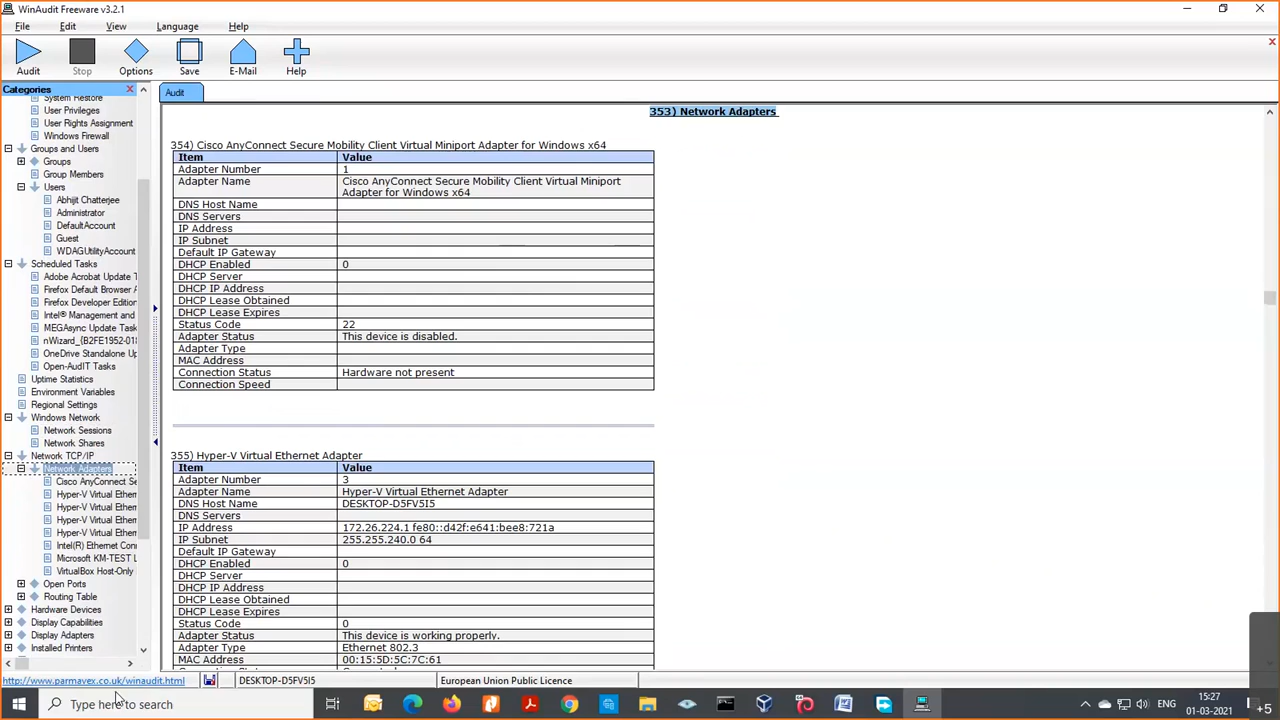 WinAudit Freeware v3.2.1
File Edit View Language Help
Audit Stop Options Save E-Mail Help
Categories
System Restore
User Privileges
User Rights Assignment
Windows Firewall
Groups and Users
Groups
Group Members
Users
Abhijit Chatterjee
Administrator
DefaultAccount
Guest
WDAGUtilityAccount
Scheduled Tasks
Adobe Acrobat Update T
Firefox Default Browser A
Firefox Developer Edition
Intel® Management and
MEGAsync Update Task
nWizard_{B2FE1952-018
OneDrive Standalone Up
Open-AudIT Tasks
Uptime Statistics
Environment Variables
Regional Settings
Windows Network
Network Sessions
Network Shares
Network TCP/IP
Network Adapters
Cisco AnyConnect Se
Hyper-V Virtual Ethern
Hyper-V Virtual Ethern
Hyper-V Virtual Ethern
Hyper-V Virtual Ethern
Intel(R) Ethernet Conn
Microsoft KM-TEST L
VirtualBox Host-Only
Open Ports
Routing Table
Hardware Devices
Display Capabilities
Display Adapters
Installed Printers
Audit
353) Network Adapters
354) Cisco AnyConnect Secure Mobility Client Virtual Miniport Adapter for Windows x64
Item Value
Adapter Number 1
Adapter Name Cisco AnyConnect Secure Mobility Client Virtual Miniport
Adapter for Windows x64
DNS Host Name
DNS Servers
IP Address
IP Subnet
Default IP Gateway
DHCP Enabled 0
DHCP Server
DHCP IP Address
DHCP Lease Obtained
DHCP Lease Expires
Status Code 22
Adapter Status This device is disabled.
Adapter Type
MAC Address
Connection Status Hardware not present
Connection Speed
355) Hyper-V Virtual Ethernet Adapter
Item Value
Adapter Number 3
Adapter Name Hyper-V Virtual Ethernet Adapter
DNS Host Name DESKTOP-D5FV5I5
DNS Servers
IP Address 172.26.224.1 fe80::d42f:e641:bee8:721a
IP Subnet 255.255.240.0 64
Default IP Gateway
DHCP Enabled 0
DHCP Server
DHCP IP Address
DHCP Lease Obtained
DHCP Lease Expires
Status Code 0
Adapter Status This device is working properly.
Adapter Type Ethernet 802.3
MAC Address 00:15:5D:5C:7C:61
http://www.parmavex.co.uk/winaudit.html DESKTOP-D5FV5I5 European Union Public Licence
Type here to search
ENG
15:27
01-03-2021
+5